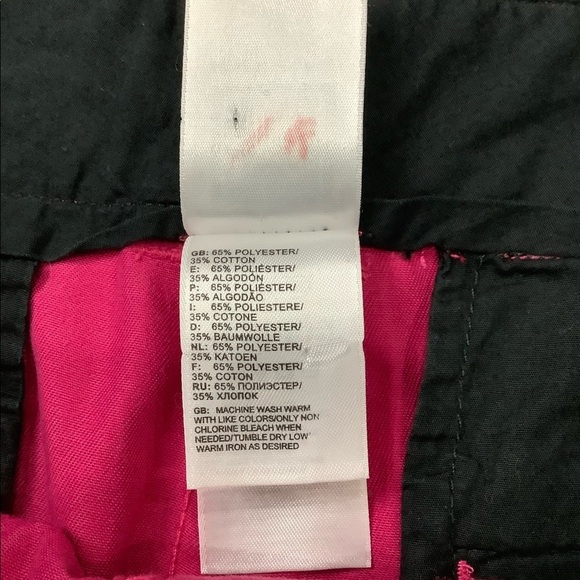 GB: 65% POLYESTER/
35% COTTON
E: 65% POLIÉSTER/
35% ALGODÓN
P: 65% POLIÉSTER/
35% ALGODÃO
I: 65% POLIESTERE/
35% COTONE
D: 65% POLYESTER/
35% BAUMWOLLE
NL: 65% POLYESTER/
35% KATOEN
F: 65% POLYESTER/
35% COTON
RU: 65% ПОЛИЭСТЕР/
35% ХЛОПОК
GB: MACHINE WASH WARM
WITH LIKE COLORS/ONLY NON
CHLORINE BLEACH WHEN
NEEDED/TUMBLE DRY LOW
WARM IRON AS DESIRED